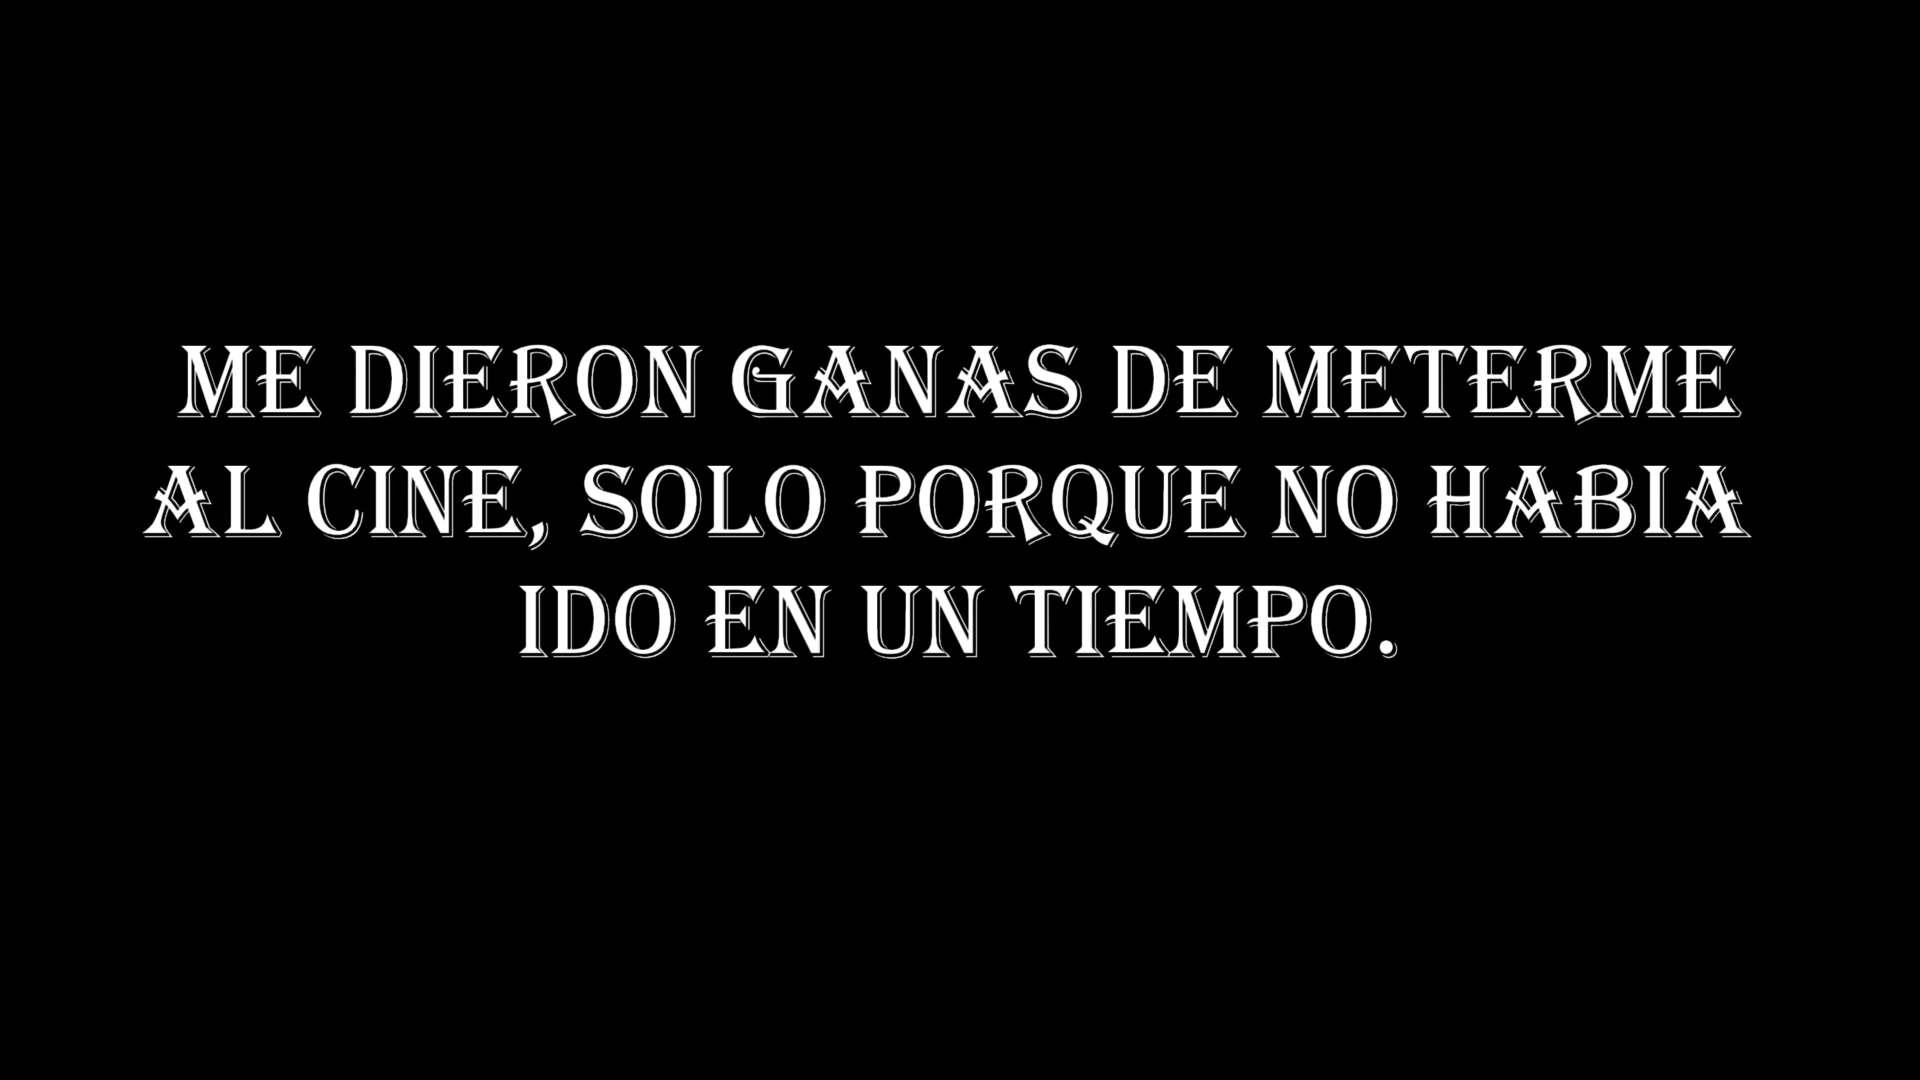 ME DIERON GANAS DE METERME
AL CINE, SOLO PORQUE NO HABIA
IDO EN UN TIEMPO.